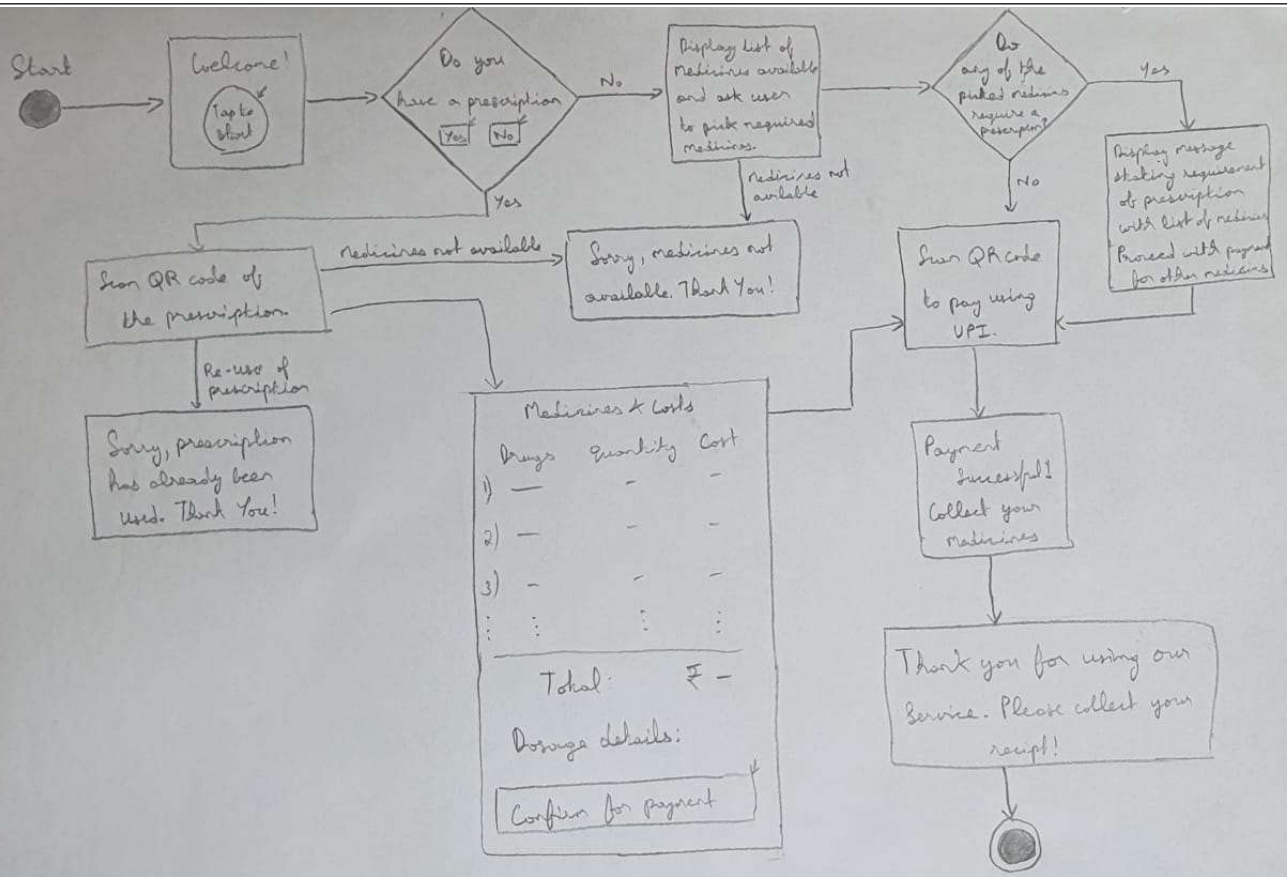 Start
Welcome!
Tap to
start
Do you
have a prescription
Yes
No
No
Yes
Display list of
medicines available
and ask user
to pick required
medicines.
medicines not
available
Do
any of the
picked medicines
require a
prescription?
Yes
No
Display message
stating requirement
of prescription
with list of medicines
Proceed with payment
for other medicines
Scan QR code of
the prescription.
medicines not available
Sorry, medicines not
available. Thank You!
Scan QR code
to pay using
UPI.
Re-use of
prescription
Sorry, prescription
has already been
used. Thank You!
Medicines & Costs
Drugs Quantity Cost
1) — - -
2) — - -
3) - - -
⋮ ⋮ ⋮ ⋮
Total: ₹ -
Dosage details:
Confirm for payment
Payment
Successful!
Collect your
medicines
Thank you for using our
Service. Please collect your
recipt!